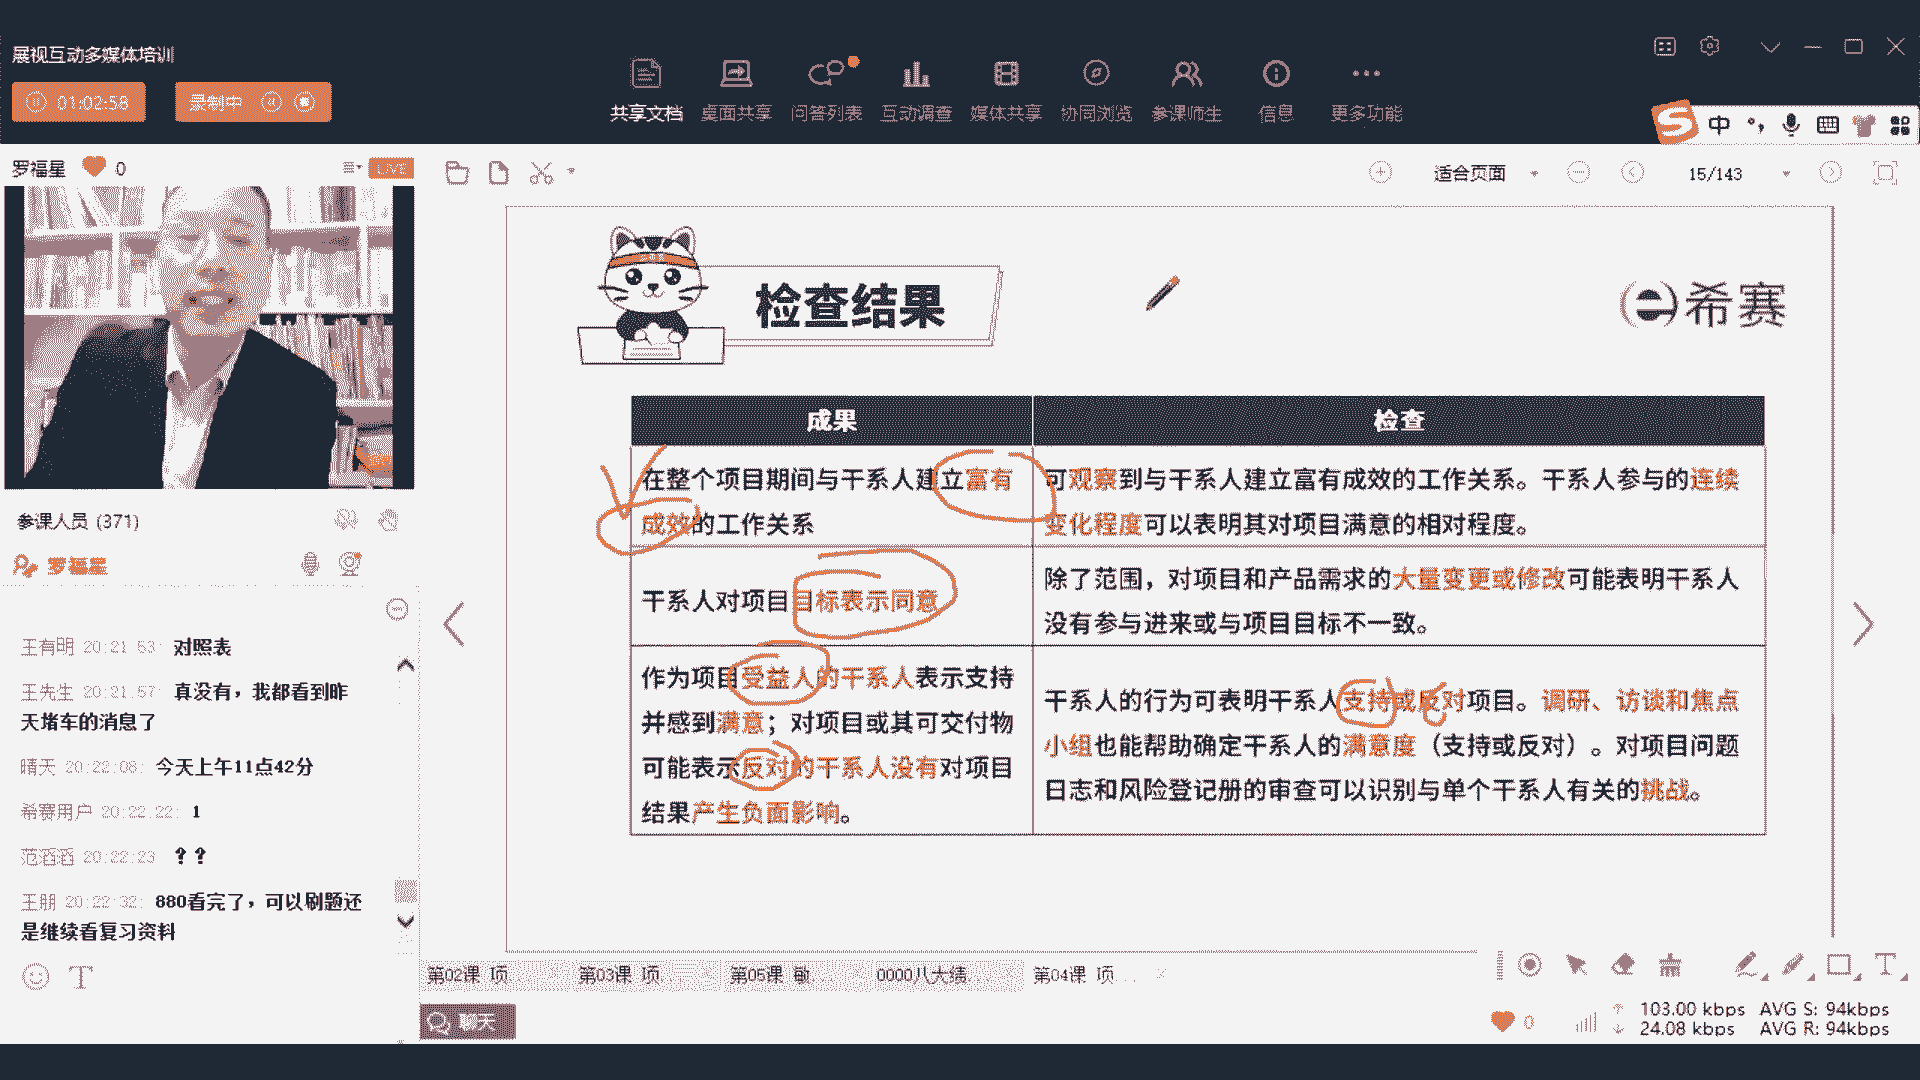 展视互动多媒体培训
01:02:58
录制中
共享文档
桌面共享
问答列表
互动调查
媒体共享
协同浏览
参课师生
信息
更多功能
中
罗福星
0
LIVE
适合页面
15/143
检查结果
希赛
成果
检查
在整个项目期间与干系人建立富有
成效的工作关系
可观察到与干系人建立富有成效的工作关系。干系人参与的连续
变化程度可以表明其对项目满意的相对程度。
干系人对项目目标表示同意
除了范围，对项目和产品需求的大量变更或修改可能表明干系人
没有参与进来或与项目目标不一致。
作为项目受益人的干系人表示支持
并感到满意；对项目或其可交付物
可能表示反对的干系人没有对项目
结果产生负面影响。
干系人的行为可表明干系人支持或反对项目。调研、访谈和焦点
小组也能帮助确定干系人的满意度（支持或反对）。对项目问题
日志和风险登记册的审查可以识别与单个干系人有关的挑战。
参课人员 (371)
罗福星
王有明 20:21:53: 对照表
王先生 20:21:57: 真没有，我都看到昨
天堵车的消息了
晴天 20:22:08: 今天上午11点42分
希赛用户 20:22:22: 1
范滔滔 20:22:23 ？？
王朋 20:22:32: 880看完了，可以刷题还
是继续看复习资料
第02课 项...
第03课 项...
第05课 敏...
0000八大绩...
第04课 项...
聊天
0
103.00 kbps AVG S: 94kbps
24.08 kbps AVG R: 94kbps